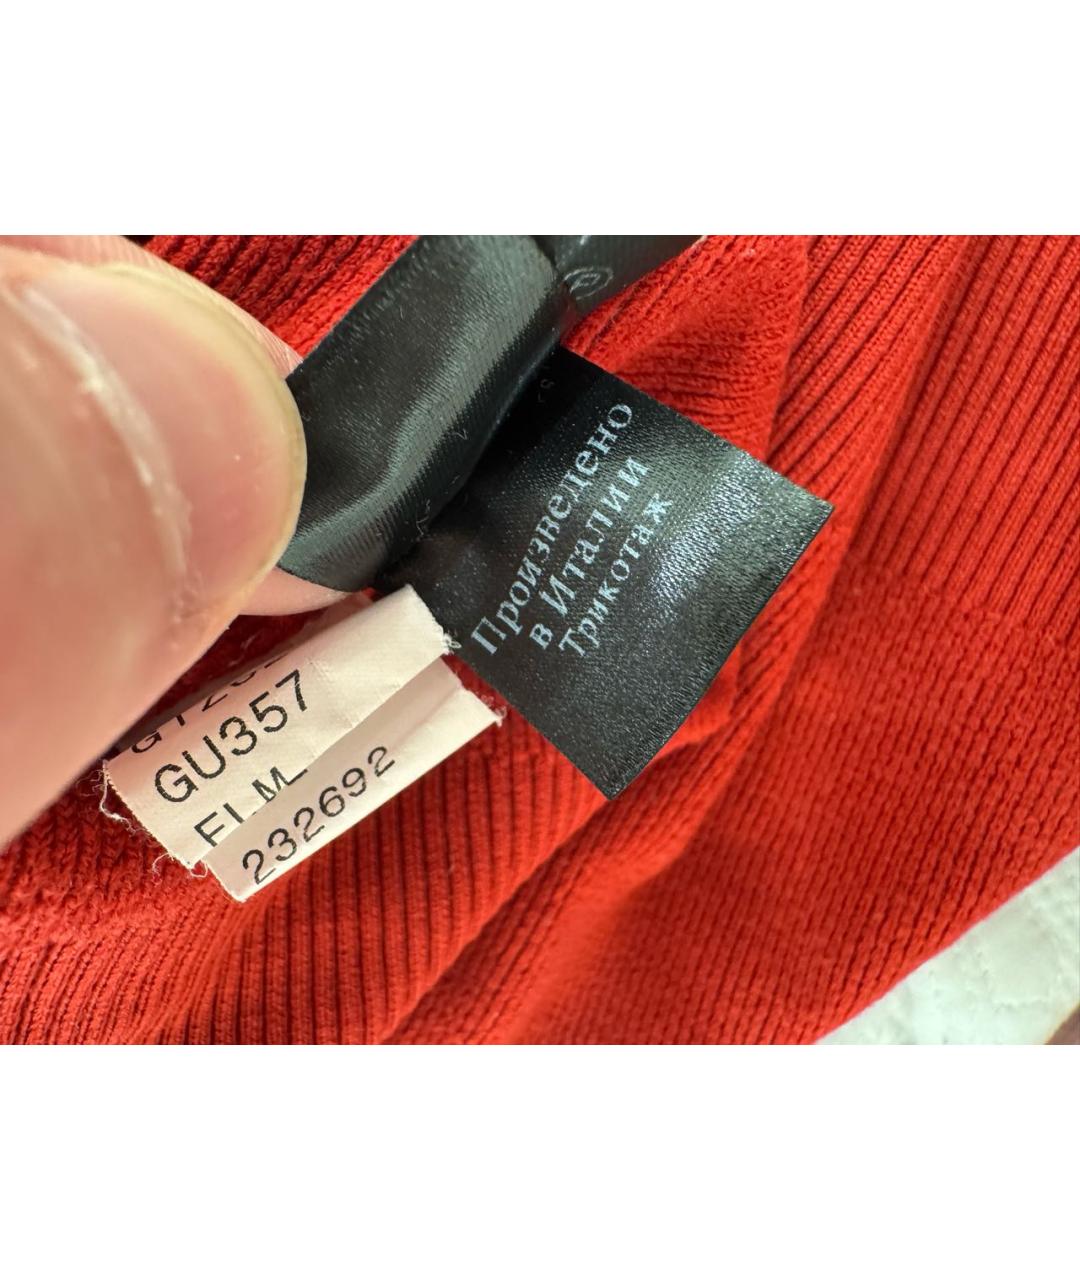 Произведено
в Италии
Трикотаж
GU357
232692